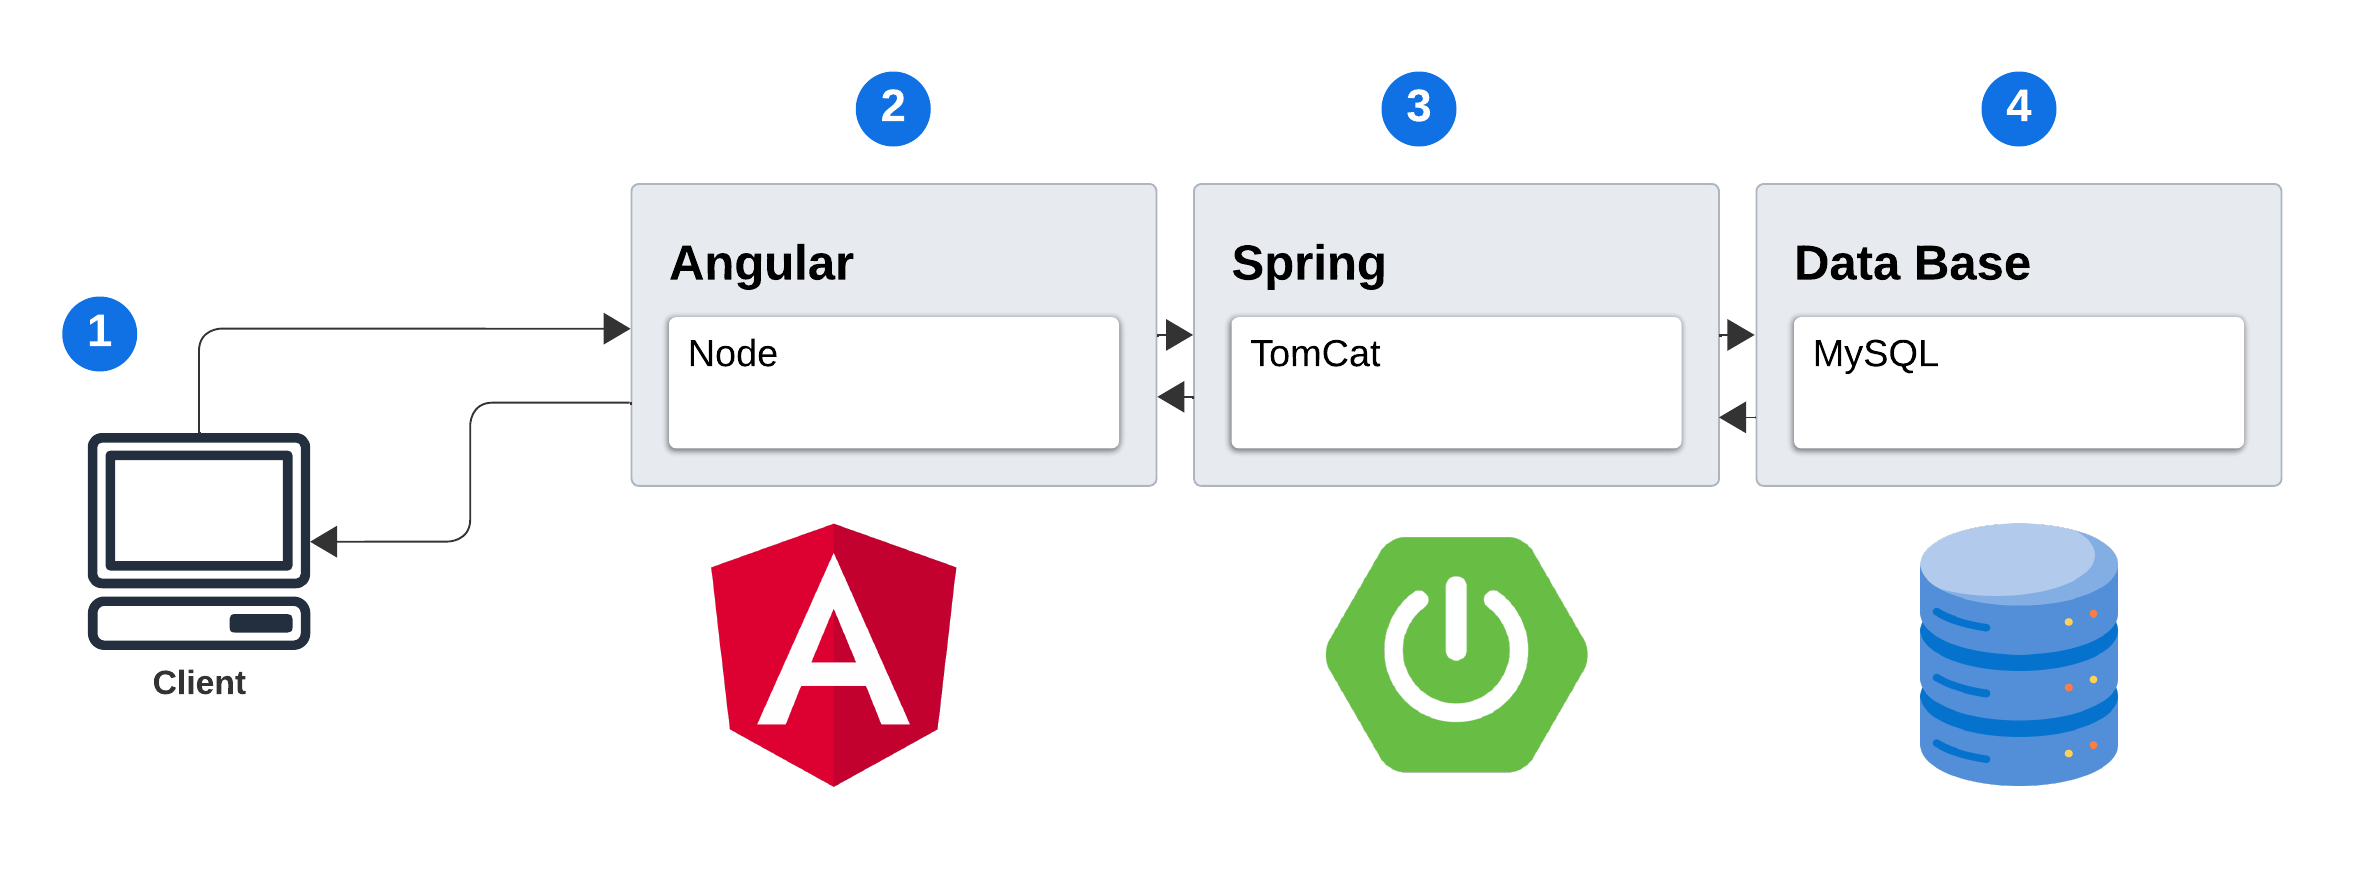 2
3
4
Angular
Spring
Data Base
1
Node
TomCat
MySQL
Client